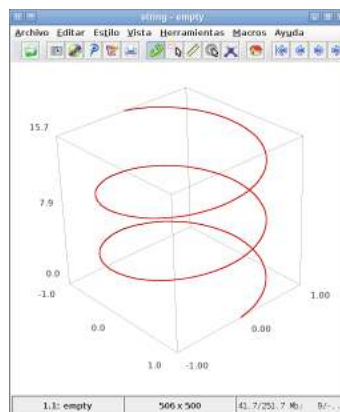 string - empty
Archivo Editar Estilo Vista Herramientas Macros Ayuda
15.7
7.9
0.0
-1.0
1.00
0.0
0.00
1.0 -1.00
1.1: empty 506 x 500 41.7/251.7 Mb: 9/-..